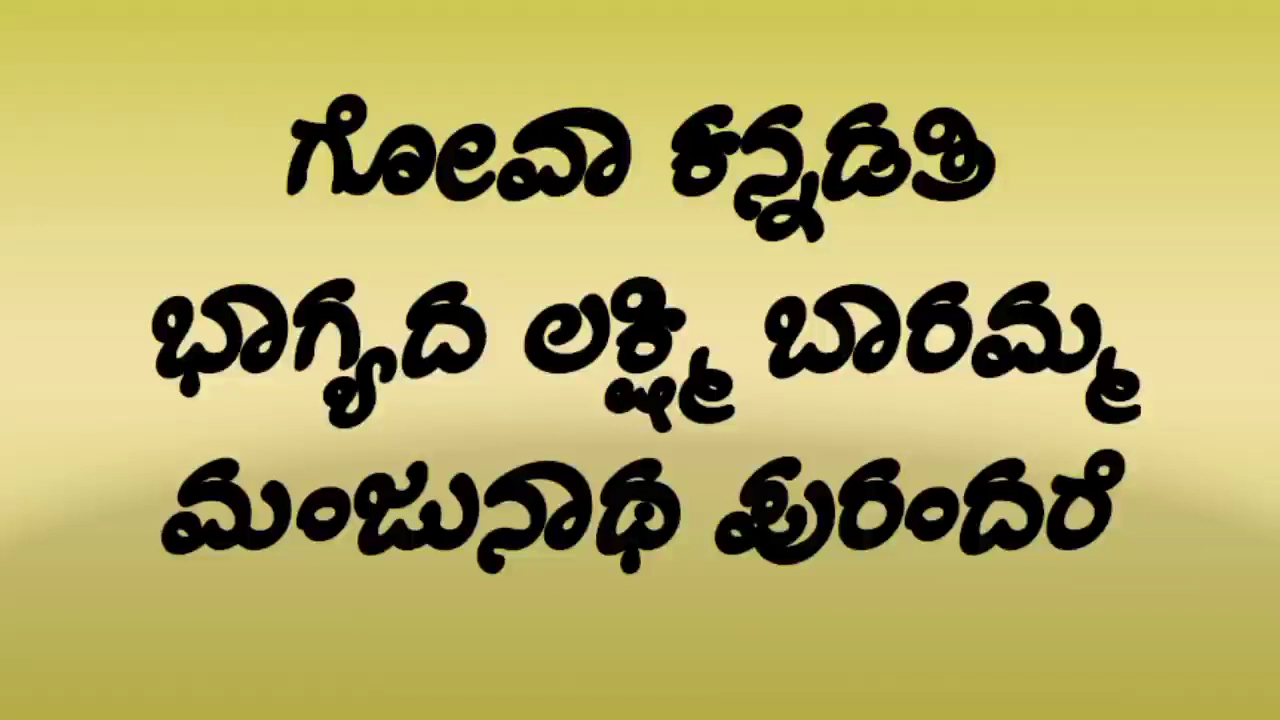 ಗೋವಾ ಕನ್ನಡತಿ
ಭಾಗ್ಯದ ಲಕ್ಷ್ಮಿ ಬಾರಮ್ಮ
ಮಂಜುನಾಥ ಪುರಂದರೆ